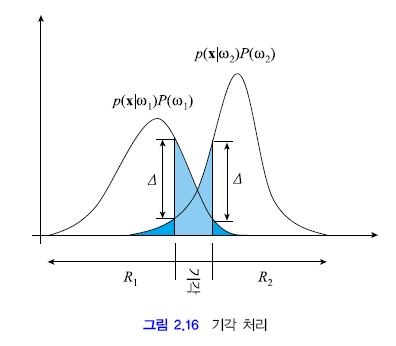 p(x|ω₂)P(ω₂)
p(x|ω₁)P(ω₁)
Δ
Δ
R₁
기각
R₂
그림 2.16 기각 처리